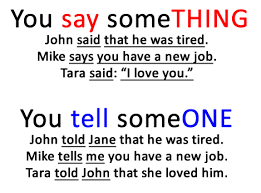 You say someTHING
John said that he was tired.
Mike says you have a new job.
Tara said: “I love you.”
You tell someONE
John told Jane that he was tired.
Mike tells me you have a new job.
Tara told John that she loved him.